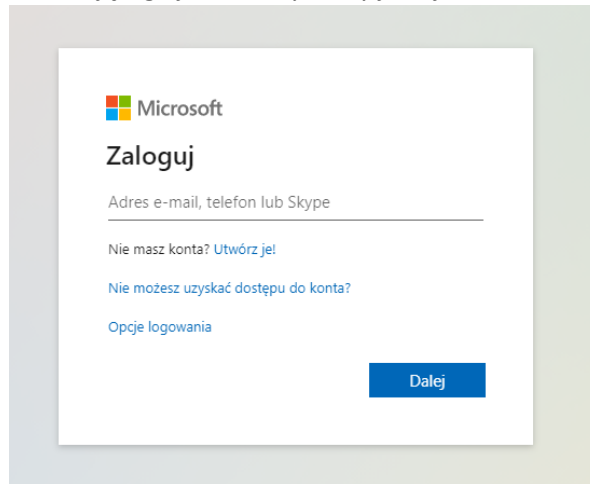 Microsoft
Zaloguj
Adres e-mail, telefon lub Skype
Nie masz konta? Utwórz je!
Nie możesz uzyskać dostępu do konta?
Opcje logowania
Dalej